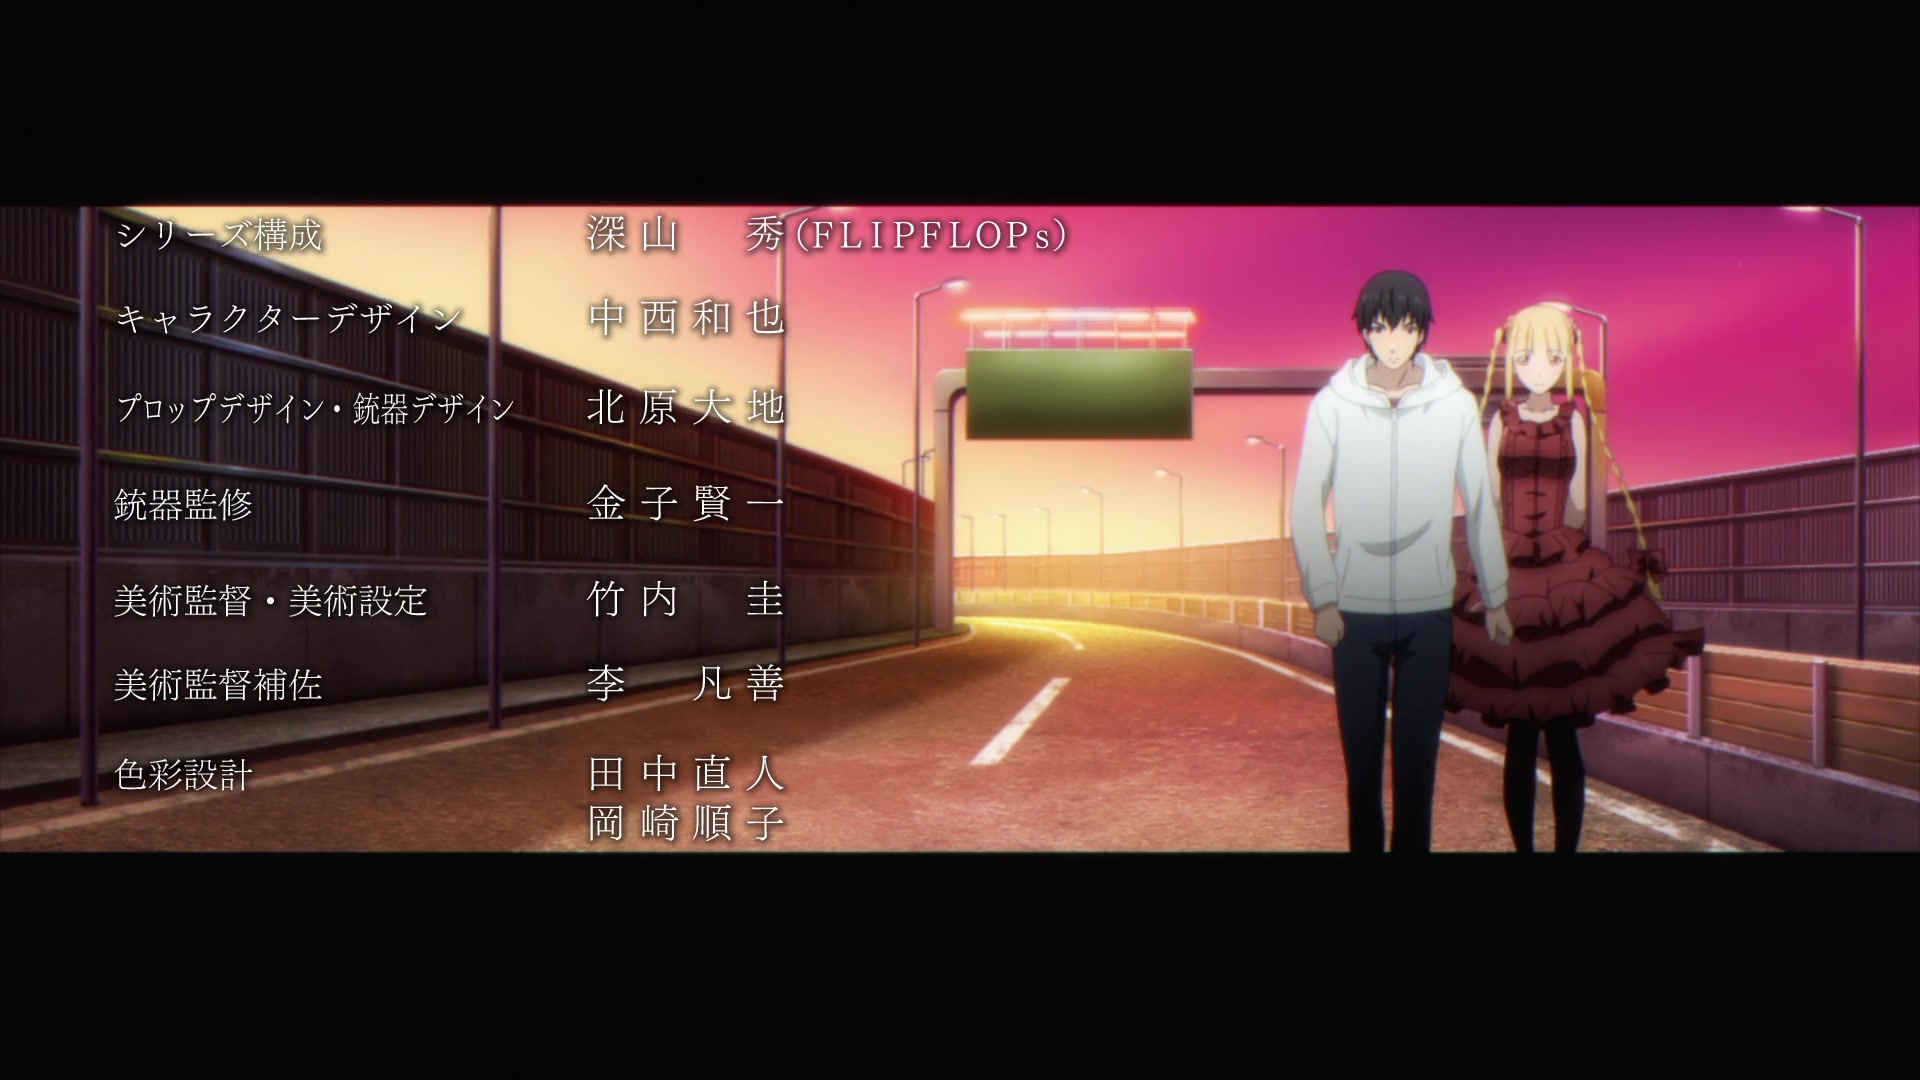 シリーズ構成 深山 秀(FLIPFLOPs)
キャラクターデザイン 中西和也
プロップデザイン・銃器デザイン 北原大地
銃器監修 金子賢一
美術監督・美術設定 竹内 圭
美術監督補佐 李 凡善
色彩設計 田中直人
岡崎順子